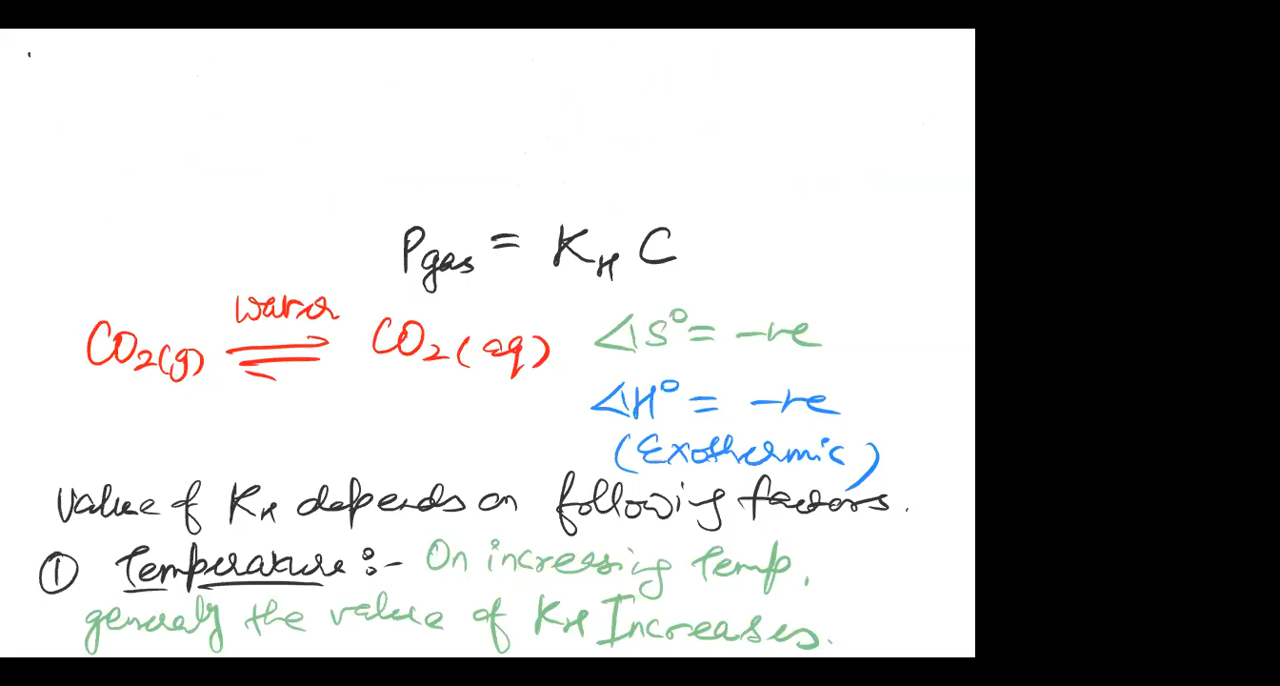 Pgas = KH C
CO2(g) ⇌ CO2(aq) ΔS° = -ve
water
ΔH° = -ve
(Exothermic)
Value of KH depends on following factors.
① Temperature :- On increasing Temp,
generaly the value of KH Increases.